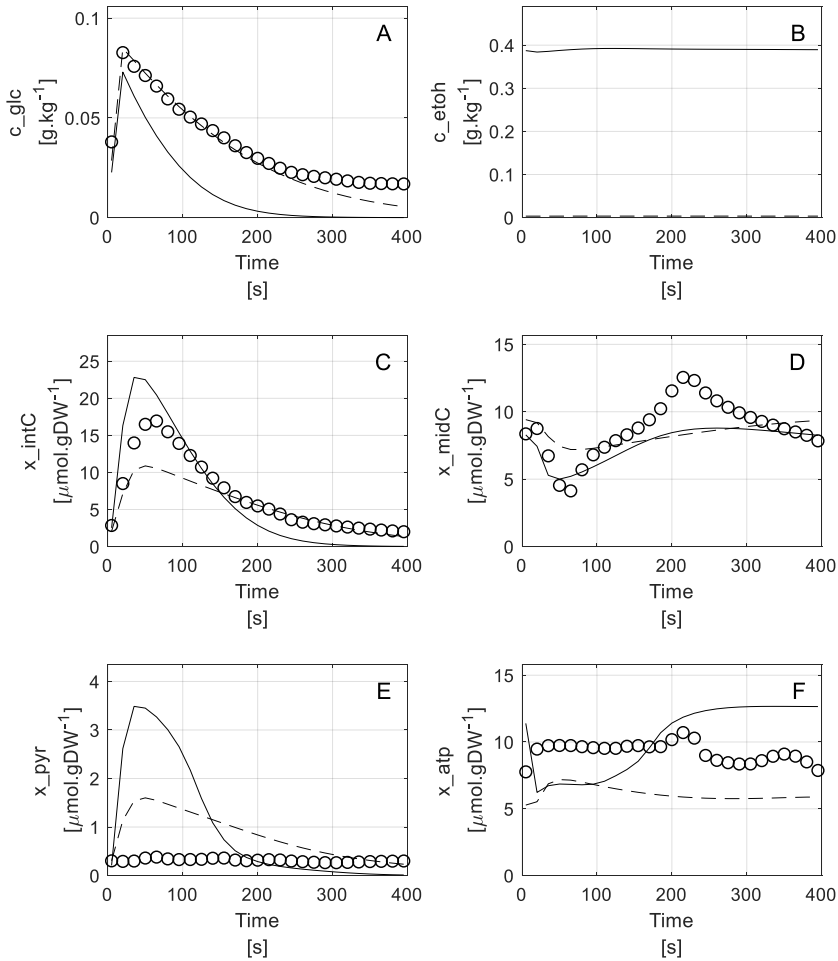 A
c_glc
[g.kg⁻¹]
0.1
0.05
0
0 100 200 300 400
Time
[s]
B
c_etoh
[g.kg⁻¹]
0.4
0.3
0.2
0.1
0
0 100 200 300 400
Time
[s]
C
x_intC
[μmol.gDW⁻¹]
25
20
15
10
5
0
0 100 200 300 400
Time
[s]
D
x_midC
[μmol.gDW⁻¹]
15
10
5
0
0 100 200 300 400
Time
[s]
E
x_pyr
[μmol.gDW⁻¹]
4
3
2
1
0
0 100 200 300 400
Time
[s]
F
x_atp
[μmol.gDW⁻¹]
15
10
5
0
0 100 200 300 400
Time
[s]